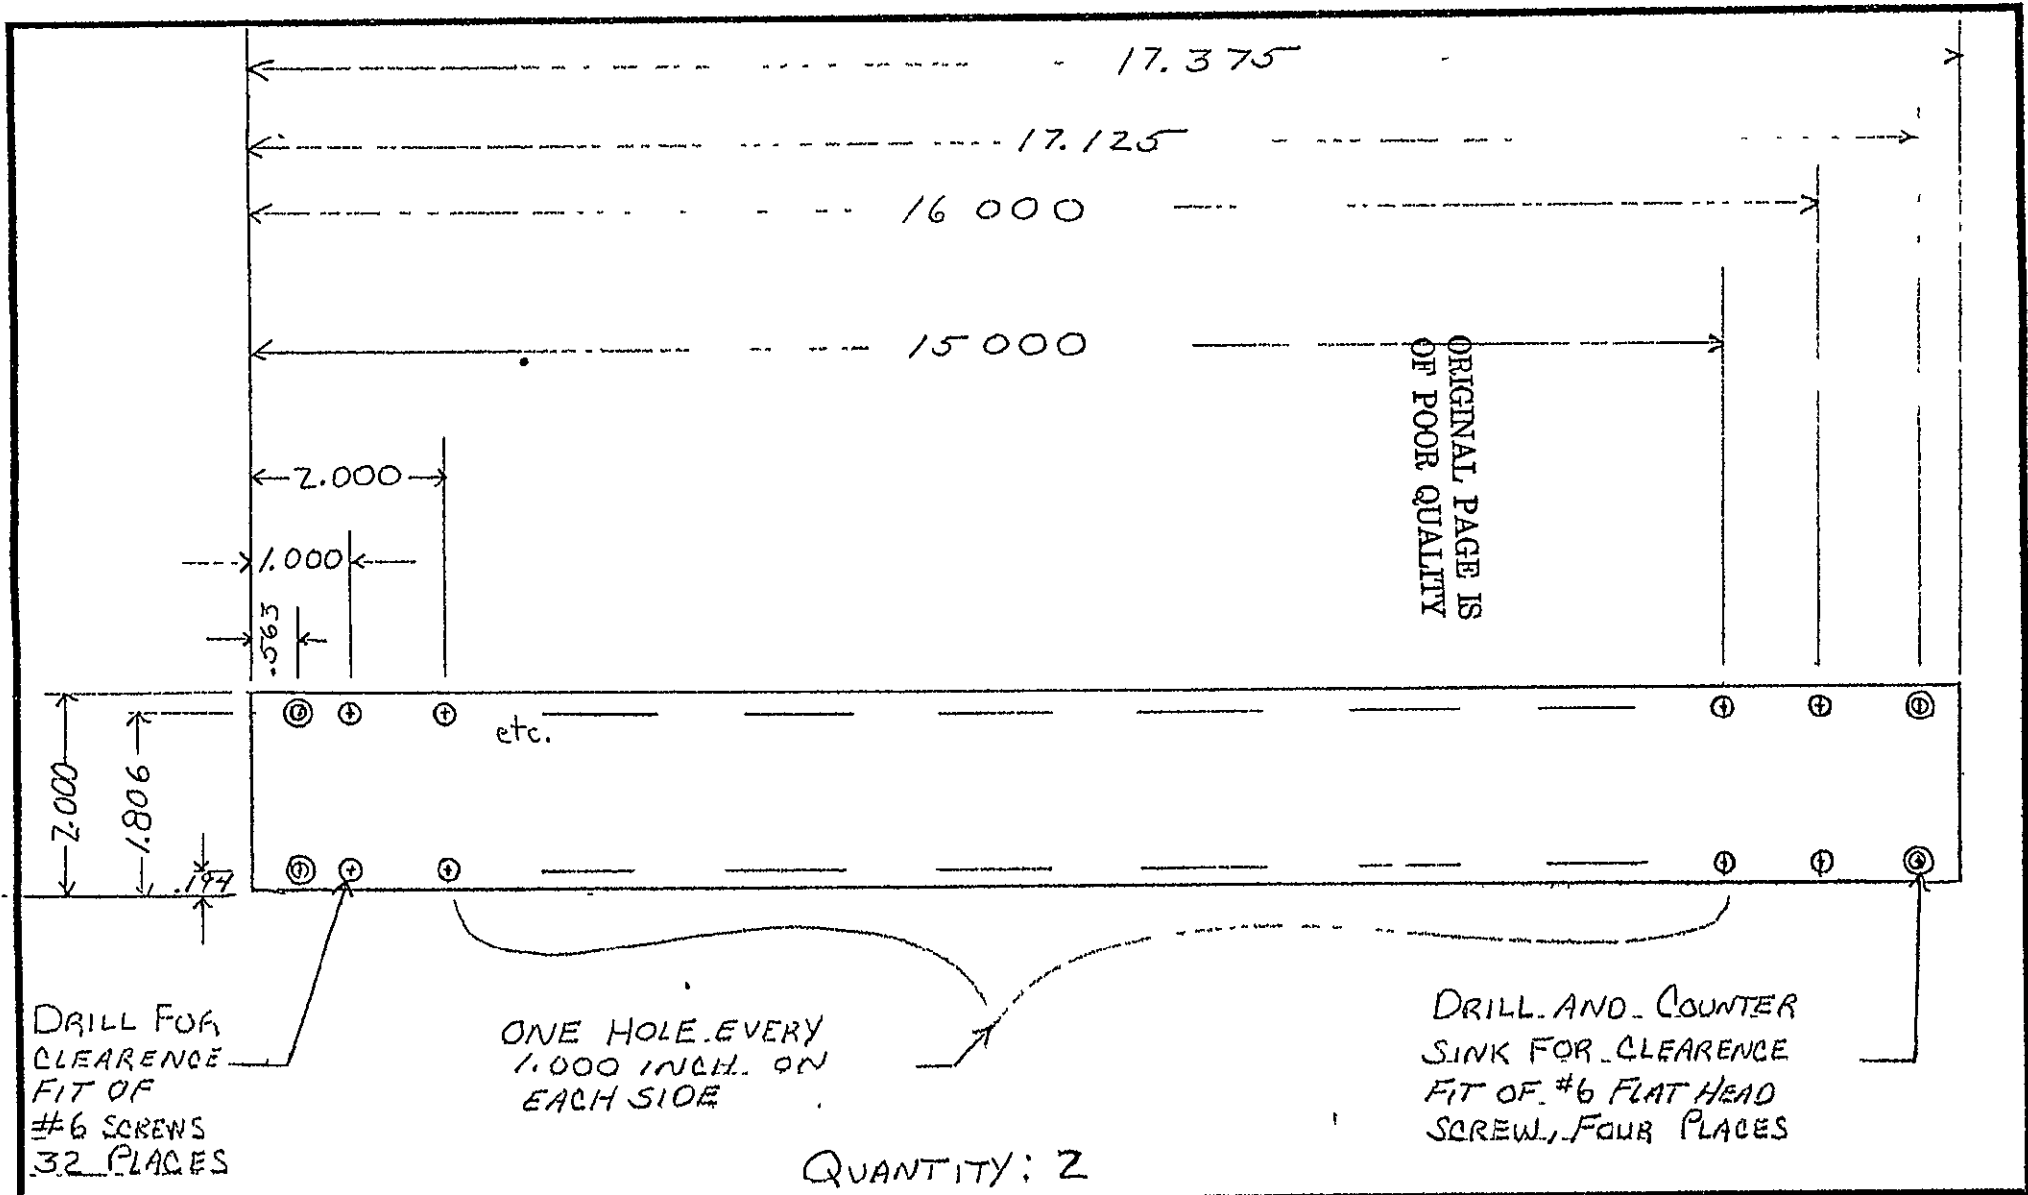 17.375
17.125
16 000
15 000
ORIGINAL PAGE IS
OF POOR QUALITY
2.000
1.000
.563
etc.
2.000
1.806
.194
DRILL FOR
CLEARENCE
FIT OF
#6 SCREWS
32 PLACES
ONE HOLE EVERY
1.000 INCH ON
EACH SIDE
DRILL AND COUNTER
SINK FOR CLEARENCE
FIT OF #6 FLAT HEAD
SCREW, FOUR PLACES
QUANTITY: 2